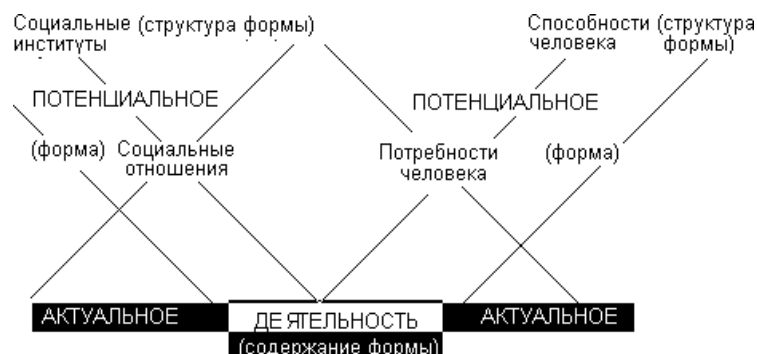 Социальные (структура формы)
институты
Способности (структура
человека формы)
ПОТЕНЦИАЛЬНОЕ
ПОТЕНЦИАЛЬНОЕ
(форма) Социальные
отношения
Потребности (форма)
человека
АКТУАЛЬНОЕ
ДЕЯТЕЛЬНОСТЬ
АКТУАЛЬНОЕ
(содержание формы)